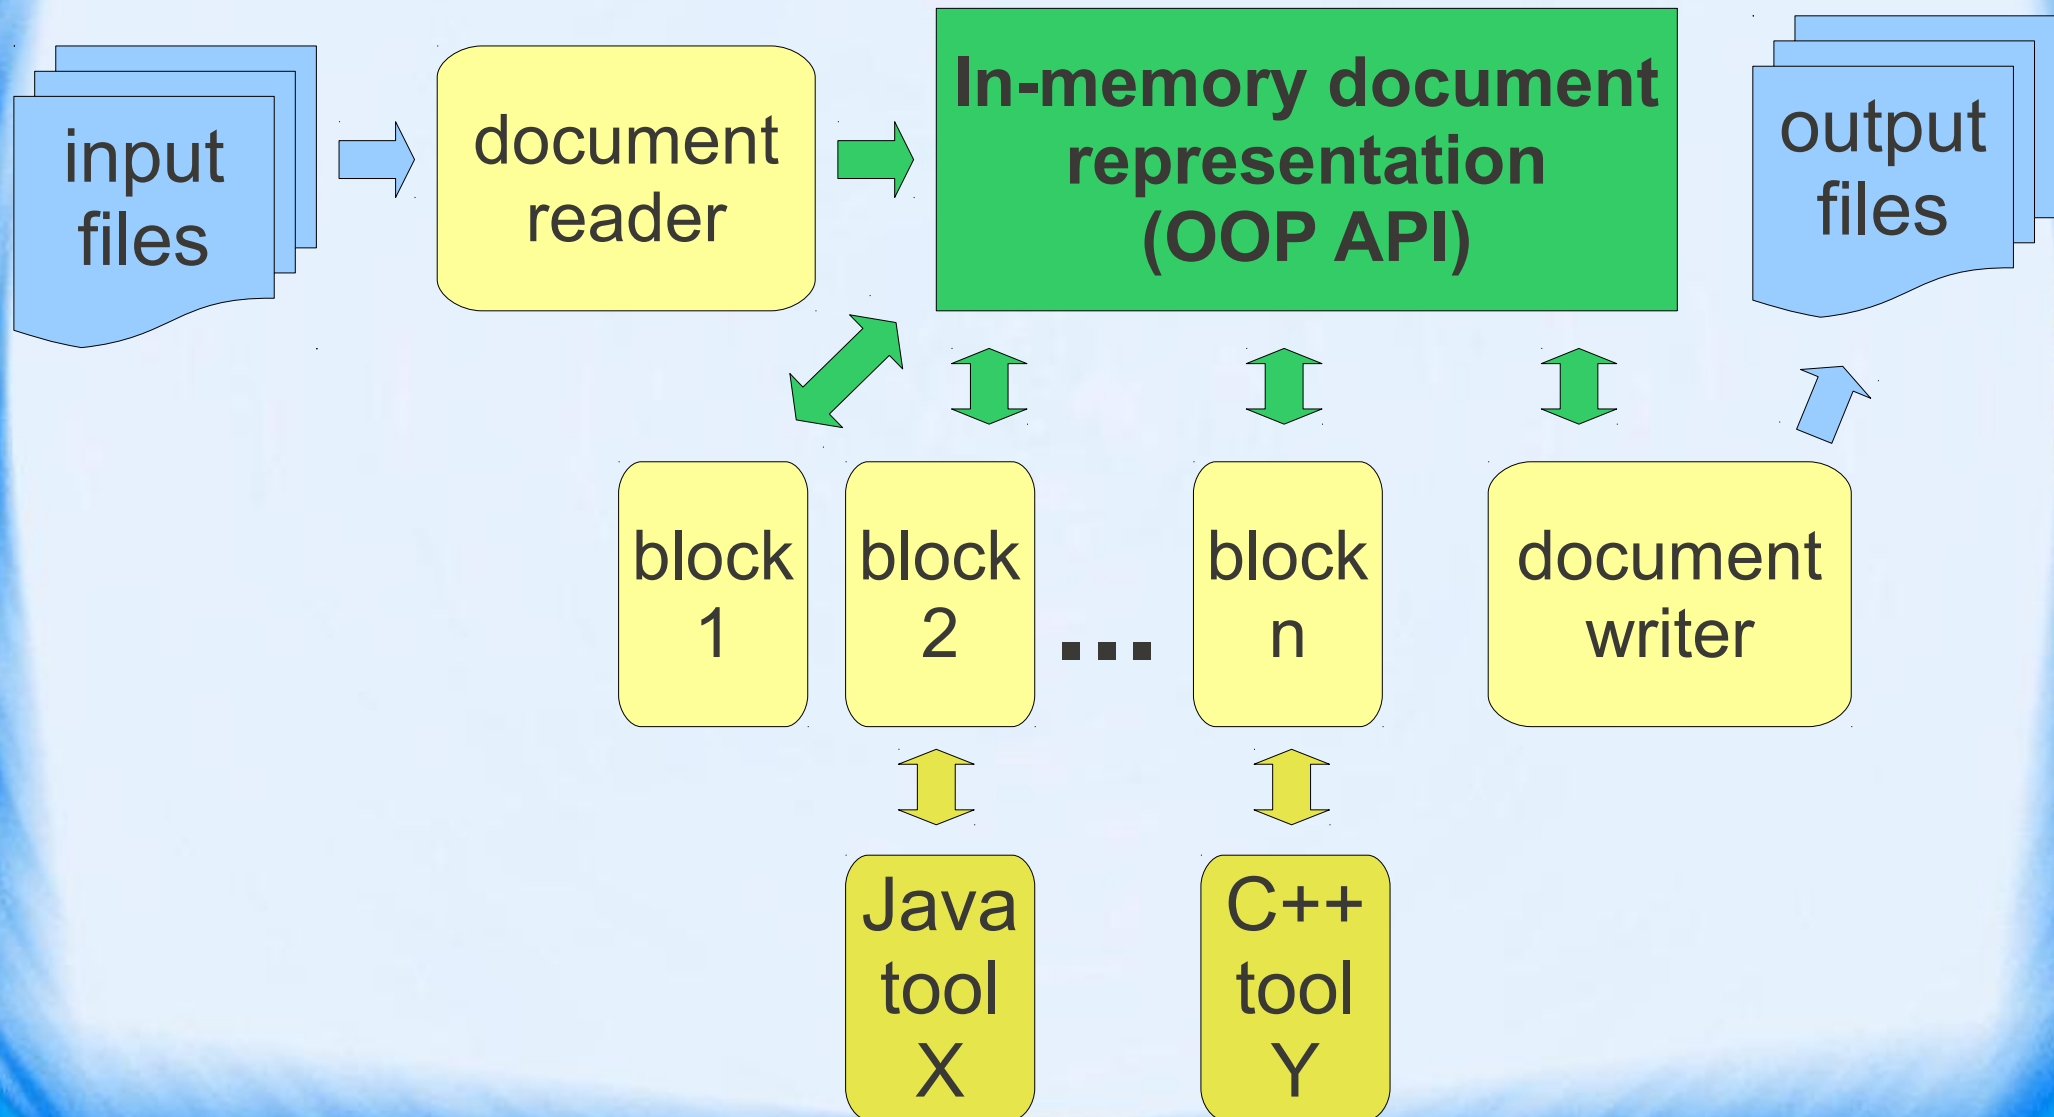 input
files
document
reader
In-memory document
representation
(OOP API)
output
files
block
1
block
2
...
block
n
document
writer
Java
tool
X
C++
tool
Y